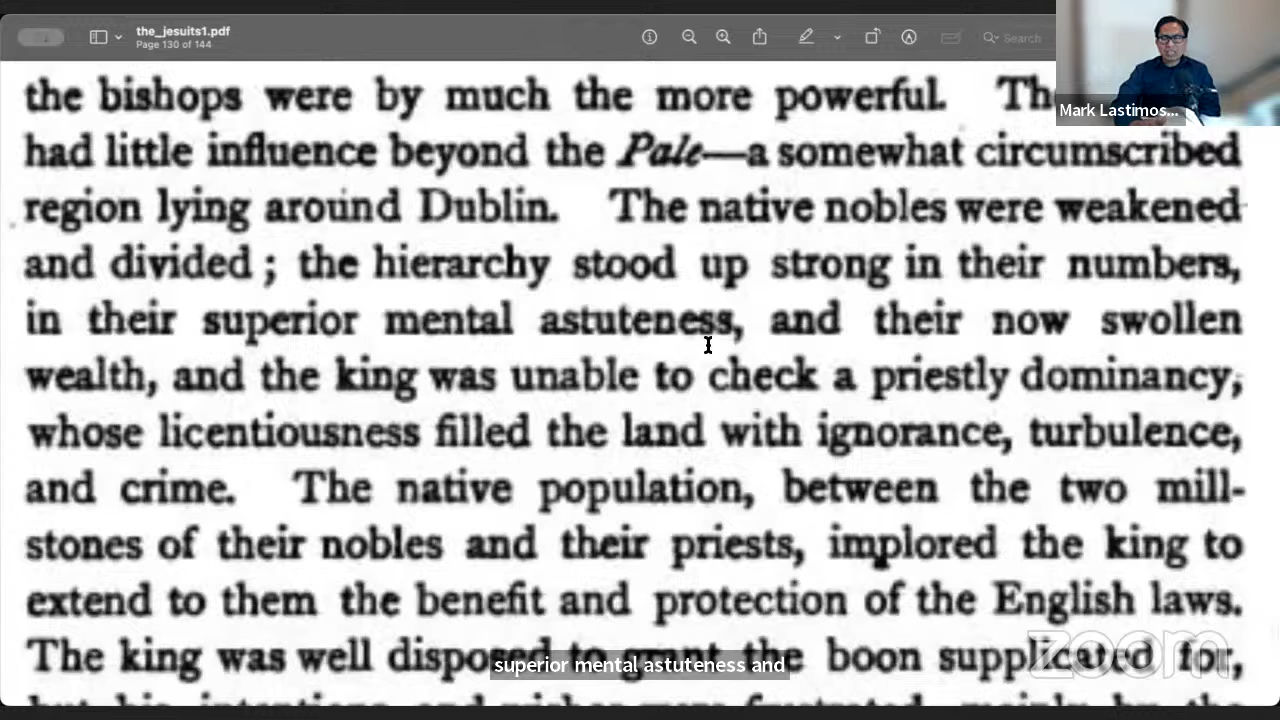 the_jesuits1.pdf
Page 130 of 144
Search
Mark Lastimos...
the bishops were by much the more powerful. Th
had little influence beyond the Pale—a somewhat circumscribed
region lying around Dublin. The native nobles were weakened
and divided; the hierarchy stood up strong in their numbers,
in their superior mental astuteness, and their now swollen
wealth, and the king was unable to check a priestly dominancy,
whose licentiousness filled the land with ignorance, turbulence,
and crime. The native population, between the two mill-
stones of their nobles and their priests, implored the king to
extend to them the benefit and protection of the English laws.
The king was well disposed to grant the boon supplicated for,
superior mental astuteness and
zoom